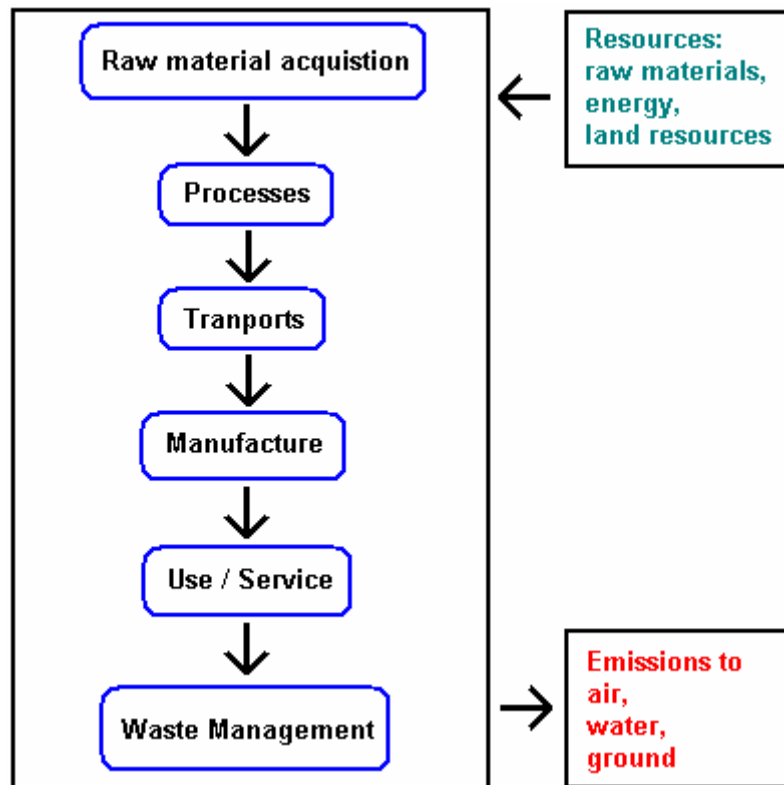 Raw material acquistion
Processes
Tranports
Manufacture
Use / Service
Waste Management
Resources:
raw materials,
energy,
land resources
Emissions to
air,
water,
ground